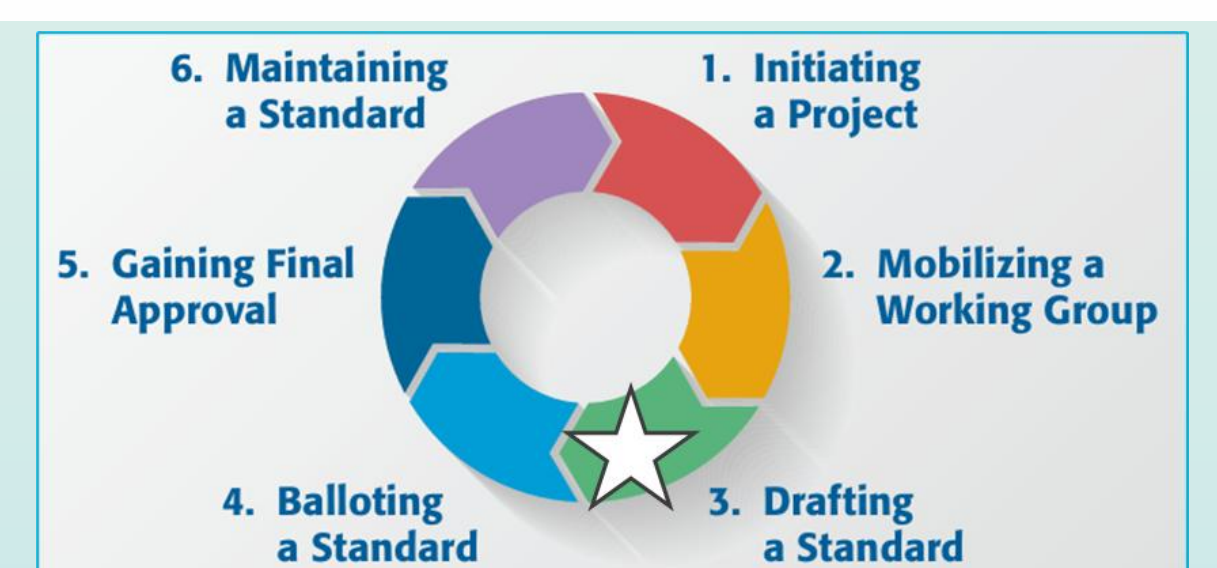 1. Initiating
a Project
2. Mobilizing a
Working Group
3. Drafting
a Standard
4. Balloting
a Standard
5. Gaining Final
Approval
6. Maintaining
a Standard